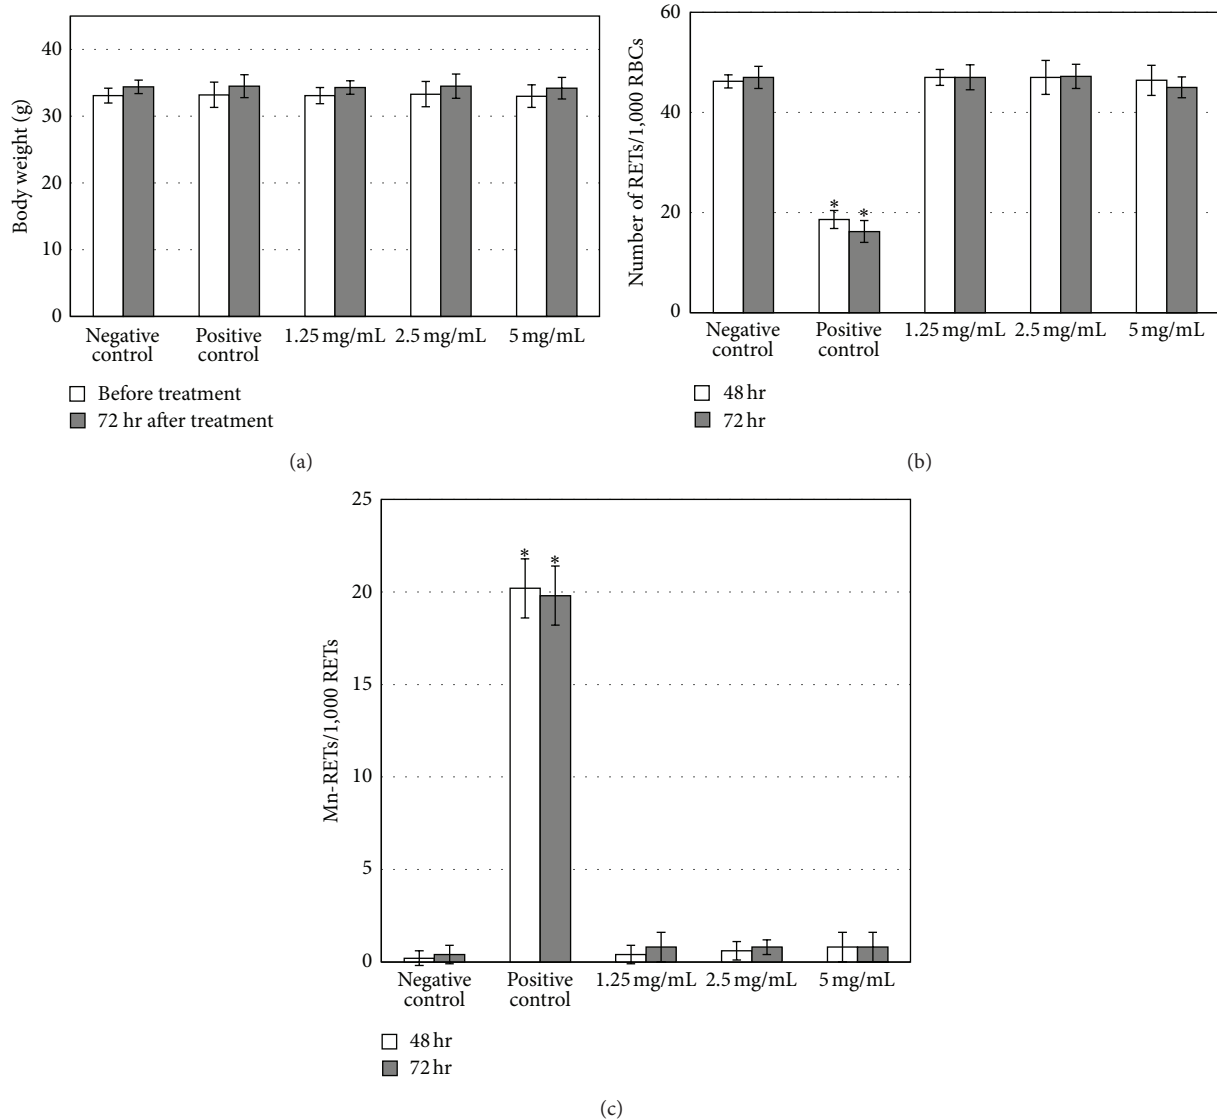 Body weight (g)
40
30
20
10
0
Negative
control
Positive
control
1.25 mg/mL
2.5 mg/mL
5 mg/mL
Before treatment
72 hr after treatment
(a)
Number of RETs/1,000 RBCs
60
40
20
0
*
*
Negative
control
Positive
control
1.25 mg/mL
2.5 mg/mL
5 mg/mL
48 hr
72 hr
(b)
Mn-RETs/1,000 RETs
25
20
15
10
5
0
*
*
Negative
control
Positive
control
1.25 mg/mL
2.5 mg/mL
5 mg/mL
48 hr
72 hr
(c)